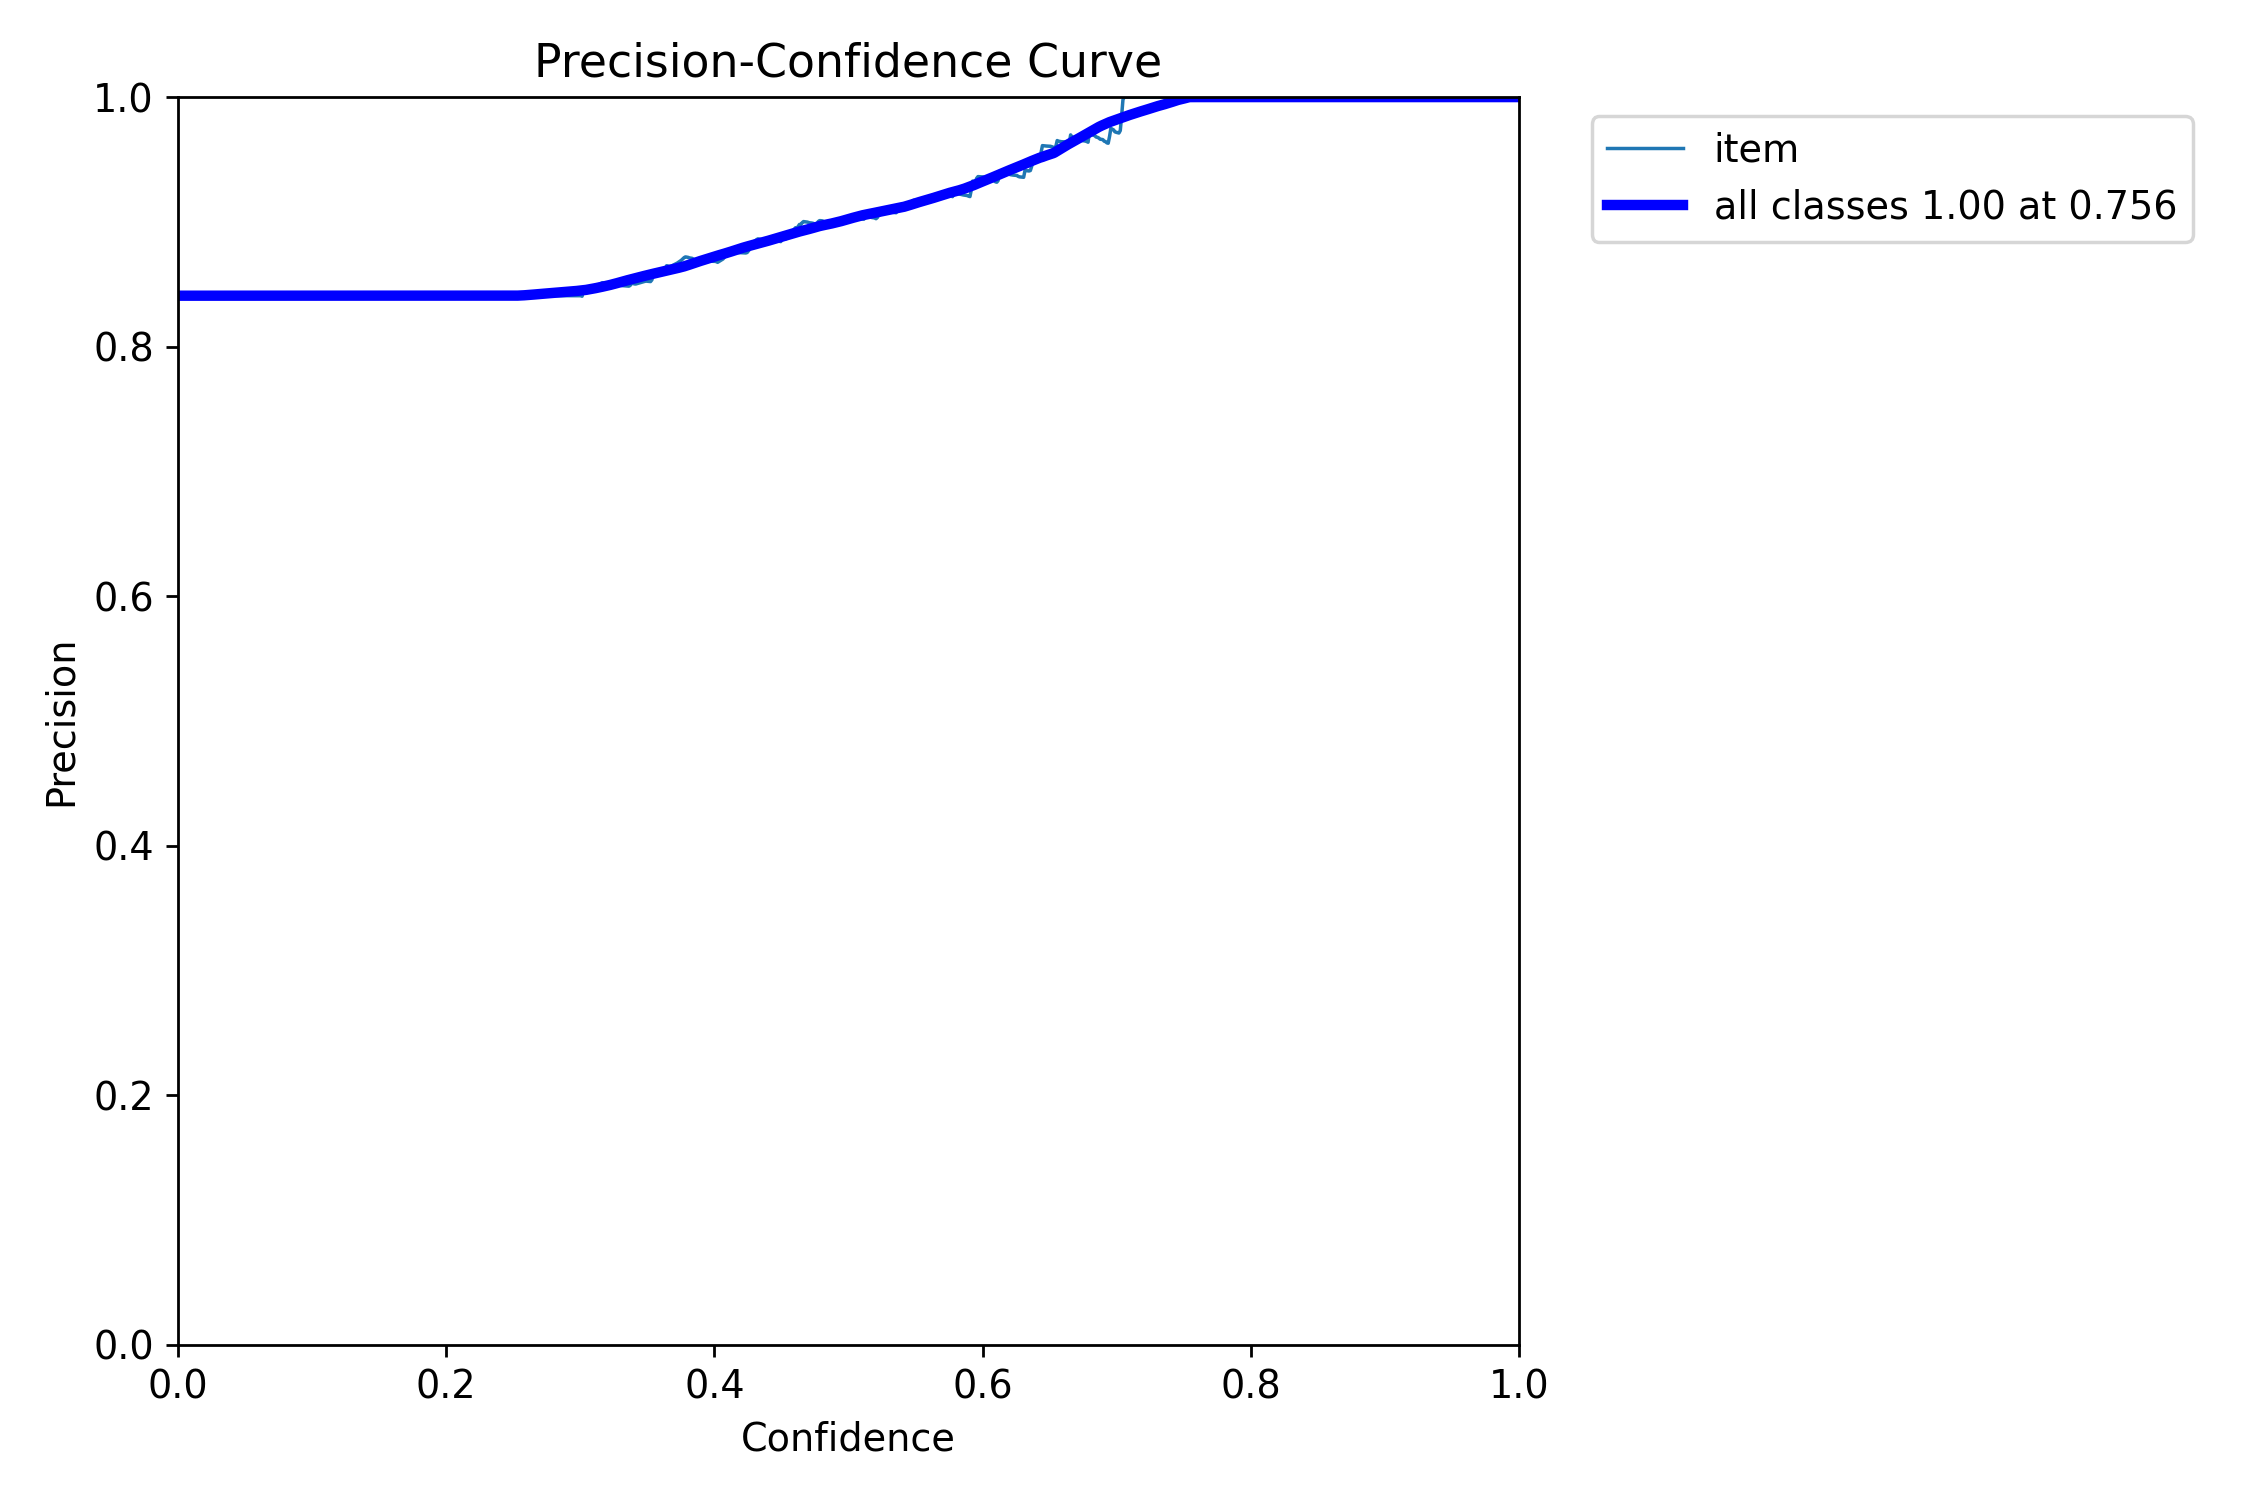 Precision-Confidence Curve
1.0
0.8
0.6
0.4
0.2
0.0
Precision
0.0 0.2 0.4 0.6 0.8 1.0
Confidence
item
all classes 1.00 at 0.756